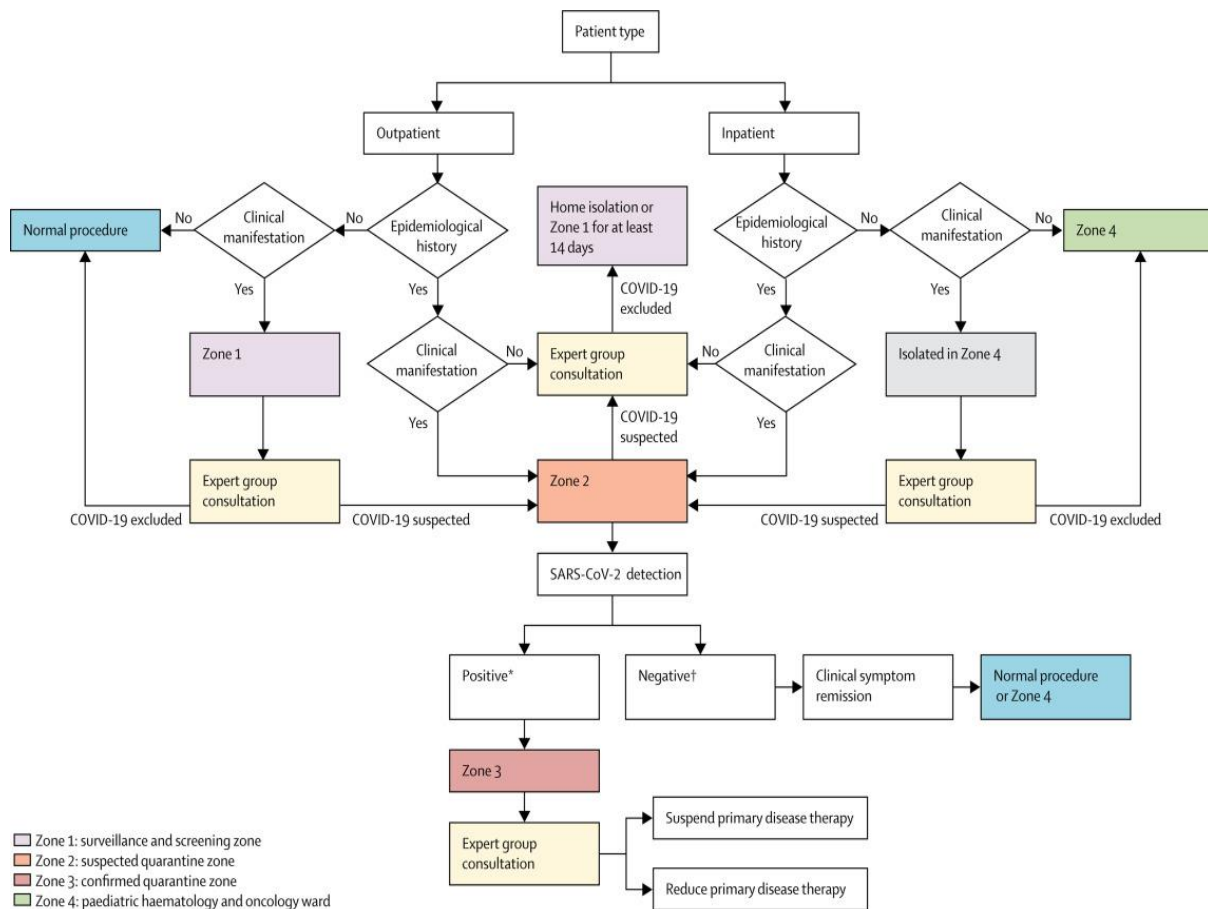 Patient type
Outpatient
Inpatient
Normal procedure
No
Clinical
manifestation
No
Epidemiological
history
Home isolation or
Zone 1 for at least
14 days
Epidemiological
history
No
Clinical
manifestation
No
Zone 4
Yes
Yes
COVID-19
excluded
Yes
Yes
Zone 1
Clinical
manifestation
No
Expert group
consultation
No
Clinical
manifestation
Isolated in Zone 4
Yes
COVID-19
suspected
Yes
Expert group
consultation
Zone 2
Expert group
consultation
COVID-19 excluded
COVID-19 suspected
COVID-19 suspected
COVID-19 excluded
SARS-CoV-2 detection
Positive*
Negative†
Clinical symptom
remission
Normal procedure
or Zone 4
Zone 3
Expert group
consultation
Suspend primary disease therapy
Reduce primary disease therapy
Zone 1: surveillance and screening zone
Zone 2: suspected quarantine zone
Zone 3: confirmed quarantine zone
Zone 4: paediatric haematology and oncology ward